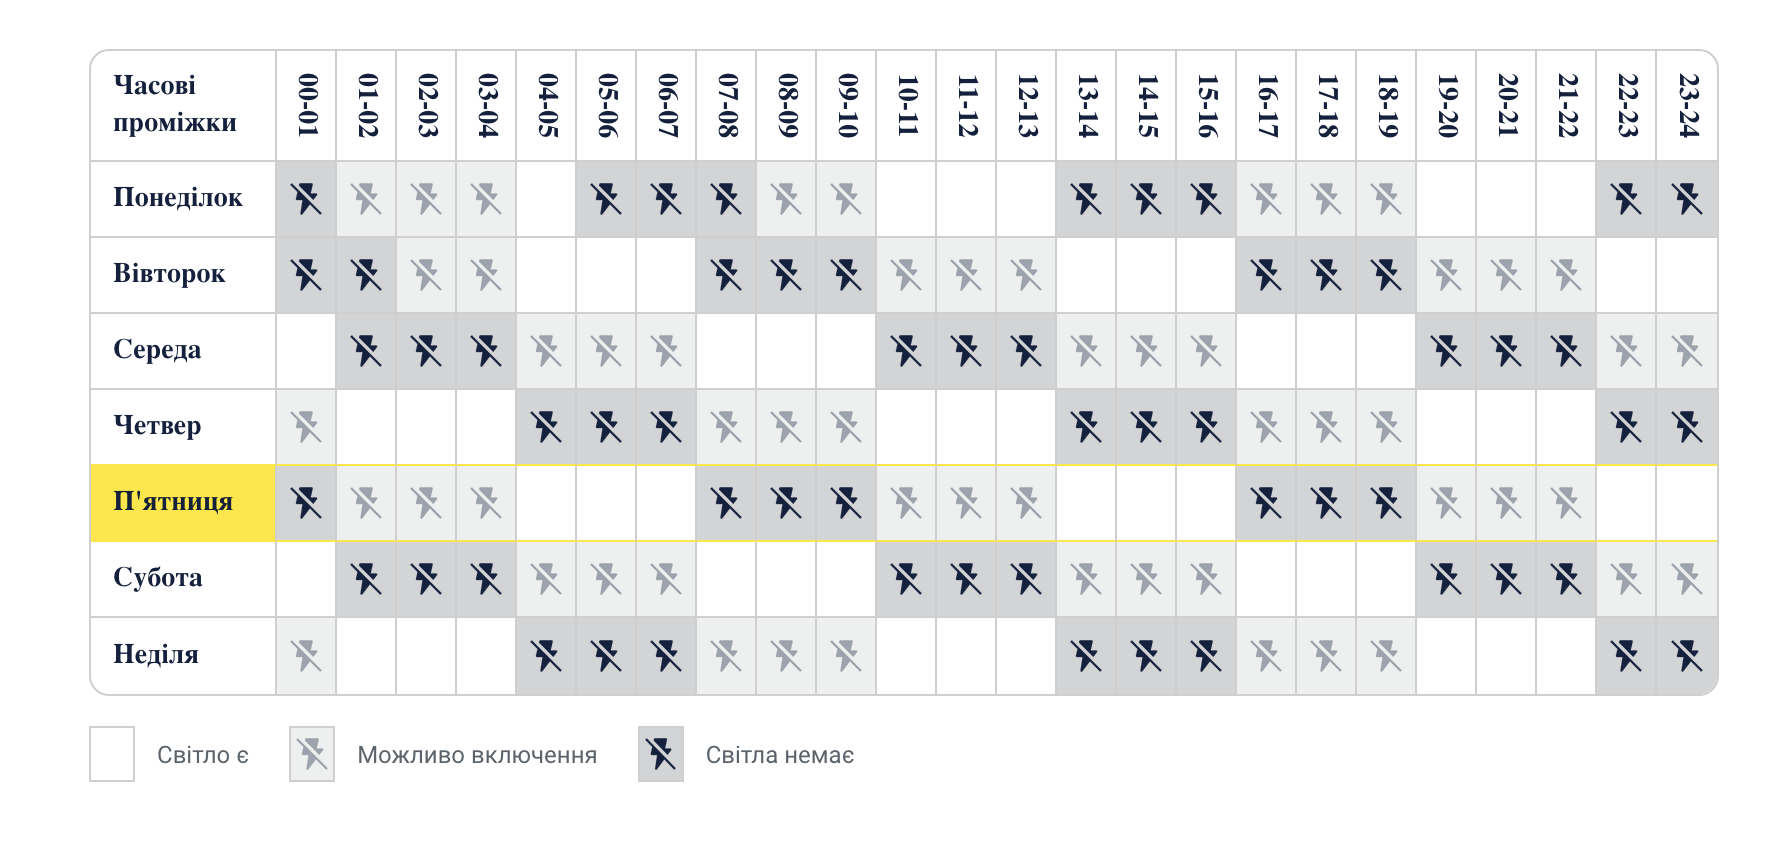 Часові
проміжки
00-01
01-02
02-03
03-04
04-05
05-06
06-07
07-08
08-09
09-10
10-11
11-12
12-13
13-14
14-15
15-16
16-17
17-18
18-19
19-20
20-21
21-22
22-23
23-24
Понеділок
Вівторок
Середа
Четвер
П'ятниця
Субота
Неділя
Світло є
Можливо включення
Світла немає